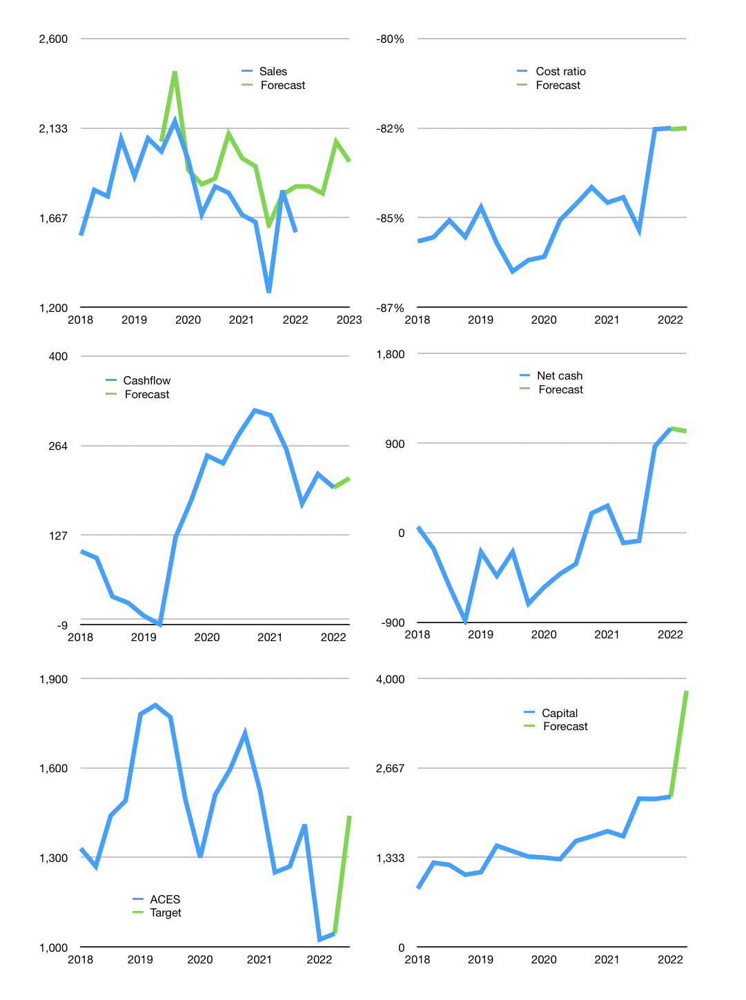 2,600
Sales
Forecast
2,133
1,667
1,200
2018 2019 2020 2021 2022 2023
-80%
Cost ratio
Forecast
-82%
-85%
-87%
2018 2019 2020 2021 2022
400
Cashflow
Forecast
264
127
-9
2018 2019 2020 2021 2022
1,800
Net cash
Forecast
900
0
-900
2018 2019 2020 2021 2022
1,900
1,600
1,300
ACES
Target
1,000
2018 2019 2020 2021 2022
4,000
Capital
Forecast
2,667
1,333
0
2018 2019 2020 2021 2022